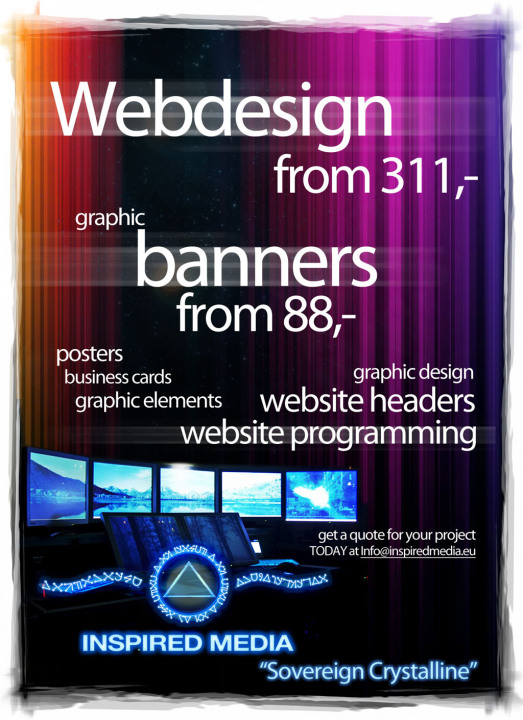 Webdesign
from 311,-
graphic
banners
from 88,-
posters
business cards
graphic elements
graphic design
website headers
website programming
get a quote for your project
TODAY at Info@inspiredmedia.eu
INSPIRED MEDIA
"Sovereign Crystalline"